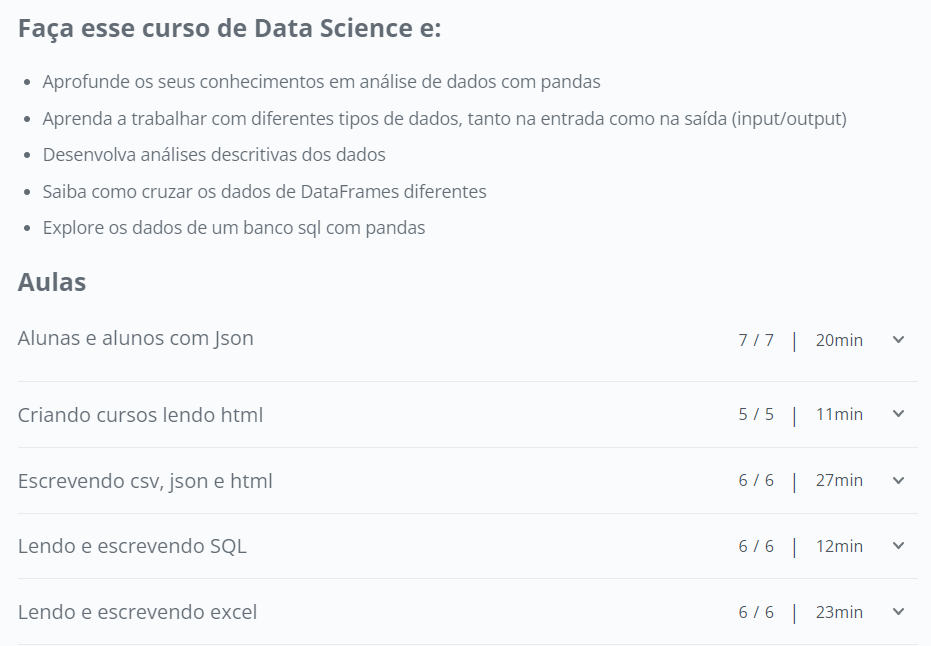 Faça esse curso de Data Science e:
• Aprofunde os seus conhecimentos em análise de dados com pandas
• Aprenda a trabalhar com diferentes tipos de dados, tanto na entrada como na saída (input/output)
• Desenvolva análises descritivas dos dados
• Saiba como cruzar os dados de DataFrames diferentes
• Explore os dados de um banco sql com pandas
Aulas
Alunas e alunos com Json 7 / 7 | 20min
Criando cursos lendo html 5 / 5 | 11min
Escrevendo csv, json e html 6 / 6 | 27min
Lendo e escrevendo SQL 6 / 6 | 12min
Lendo e escrevendo excel 6 / 6 | 23min